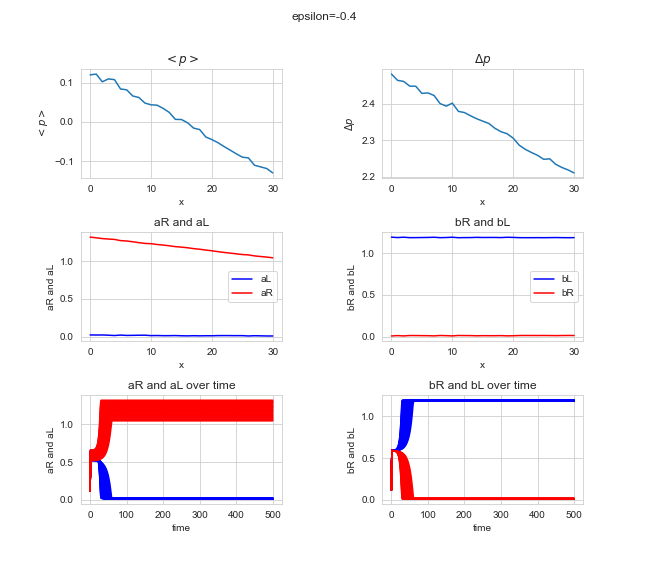 epsilon=-0.4
< p >
Δp
< p >
0.1
0.0
−0.1
0
10
20
30
x
Δp
2.4
2.3
2.2
0
10
20
30
x
aR and aL
aR and aL
1.0
0.5
0.0
0
10
20
30
x
aL
aR
bR and bL
bR and bL
1.0
0.5
0.0
0
10
20
30
x
bL
bR
aR and aL over time
aR and aL
1.0
0.5
0.0
0
100
200
300
400
500
time
bR and bL over time
bR and bL
1.0
0.5
0.0
0
100
200
300
400
500
time